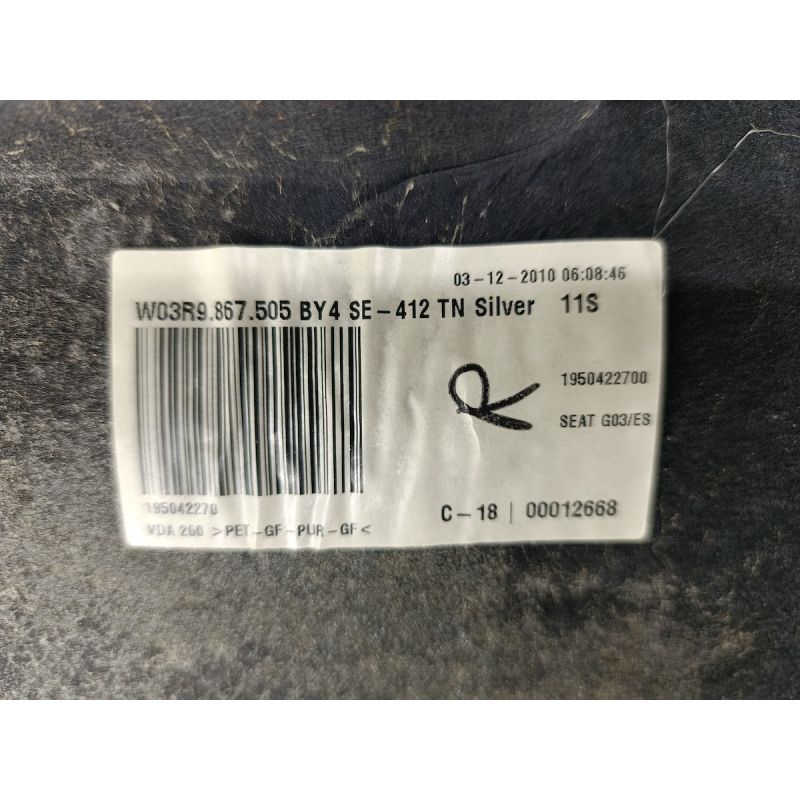 03-12-2010 06:08:46
W03R9.867.505 BY4 SE-412 TN Silver 11S
R
1950422700
SEAT G03/ES
195042270
C-18 | 00012668
VDA 260 >PET-GF-PUR-GF<